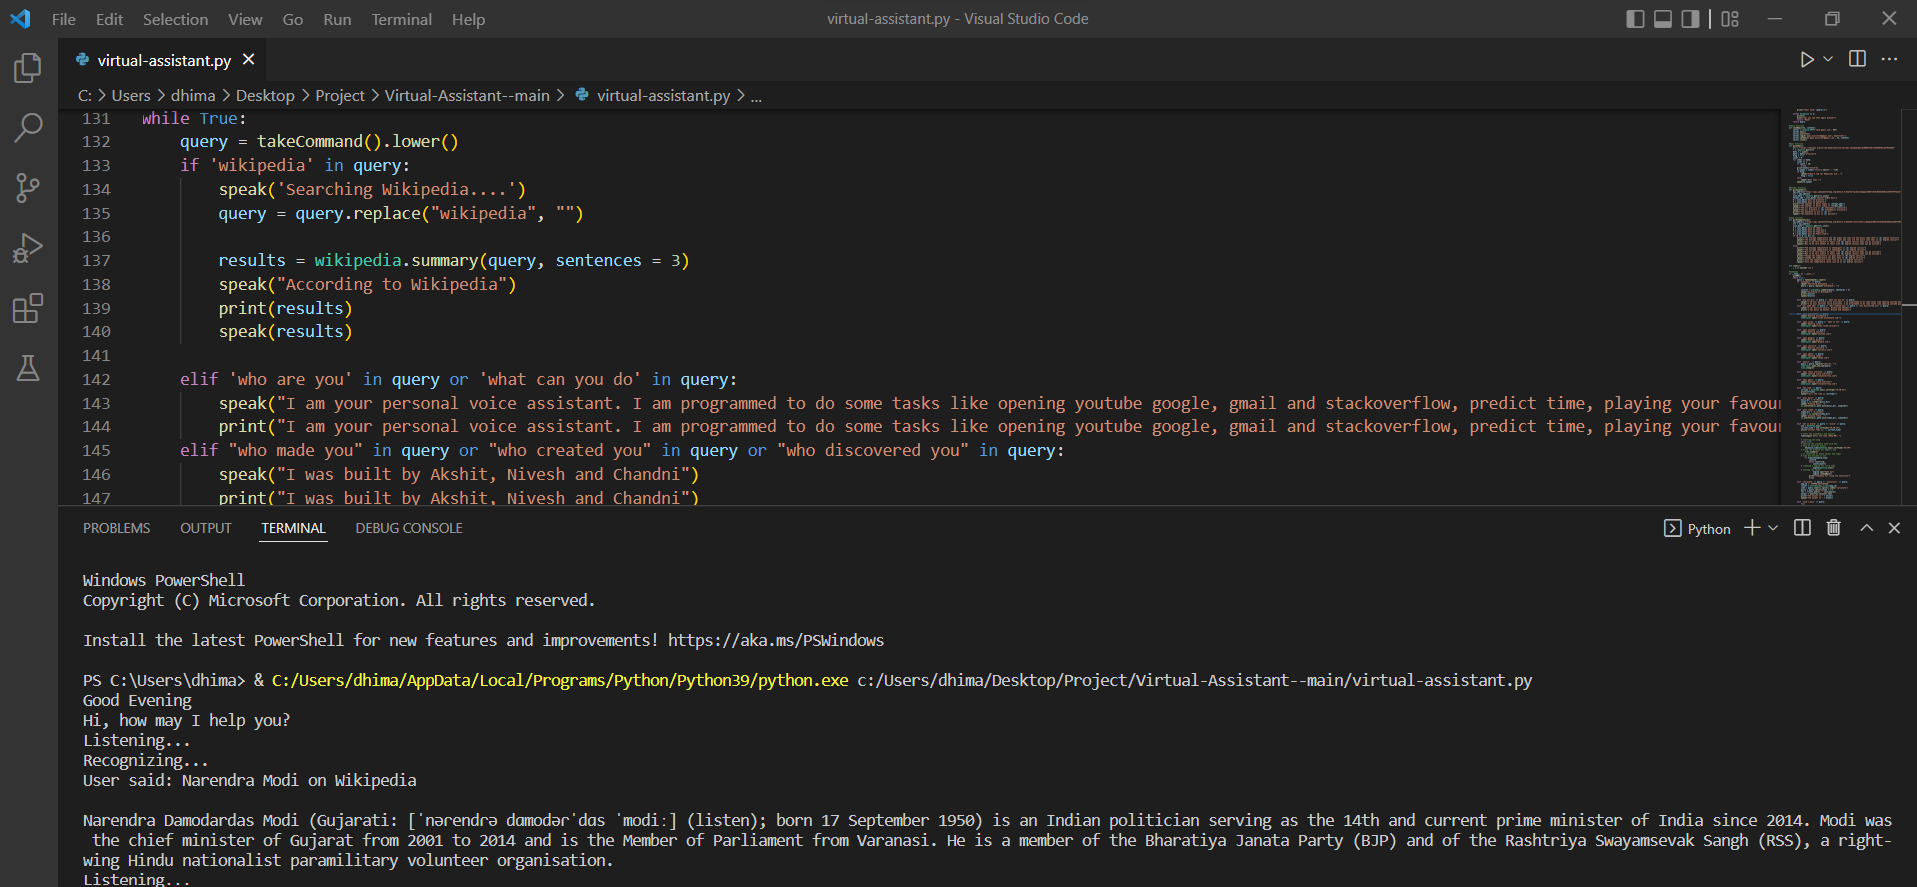 File Edit Selection View Go Run Terminal Help
virtual-assistant.py - Visual Studio Code
virtual-assistant.py
C: > Users > dhima > Desktop > Project > Virtual-Assistant--main > virtual-assistant.py > ...
131 while True:
132 query = takeCommand().lower()
133 if 'wikipedia' in query:
134 speak('Searching Wikipedia....')
135 query = query.replace("wikipedia", "")
136
137 results = wikipedia.summary(query, sentences = 3)
138 speak("According to Wikipedia")
139 print(results)
140 speak(results)
141
142 elif 'who are you' in query or 'what can you do' in query:
143 speak("I am your personal voice assistant. I am programmed to do some tasks like opening youtube google, gmail and stackoverflow, predict time, playing your favour
144 print("I am your personal voice assistant. I am programmed to do some tasks like opening youtube google, gmail and stackoverflow, predict time, playing your favour
145 elif "who made you" in query or "who created you" in query or "who discovered you" in query:
146 speak("I was built by Akshit, Nivesh and Chandni")
147 print("I was built by Akshit, Nivesh and Chandni")
PROBLEMS OUTPUT TERMINAL DEBUG CONSOLE
Python
Windows PowerShell
Copyright (C) Microsoft Corporation. All rights reserved.
Install the latest PowerShell for new features and improvements! https://aka.ms/PSWindows
PS C:\Users\dhima> & C:/Users/dhima/AppData/Local/Programs/Python/Python39/python.exe c:/Users/dhima/Desktop/Project/Virtual-Assistant--main/virtual-assistant.py
Good Evening
Hi, how may I help you?
Listening...
Recognizing...
User said: Narendra Modi on Wikipedia
Narendra Damodardas Modi (Gujarati: [ˈnəɾendɾə dɑmodəɾˈdɑs ˈmodiː] (listen); born 17 September 1950) is an Indian politician serving as the 14th and current prime minister of India since 2014. Modi was
the chief minister of Gujarat from 2001 to 2014 and is the Member of Parliament from Varanasi. He is a member of the Bharatiya Janata Party (BJP) and of the Rashtriya Swayamsevak Sangh (RSS), a right-
wing Hindu nationalist paramilitary volunteer organisation.
Listening...